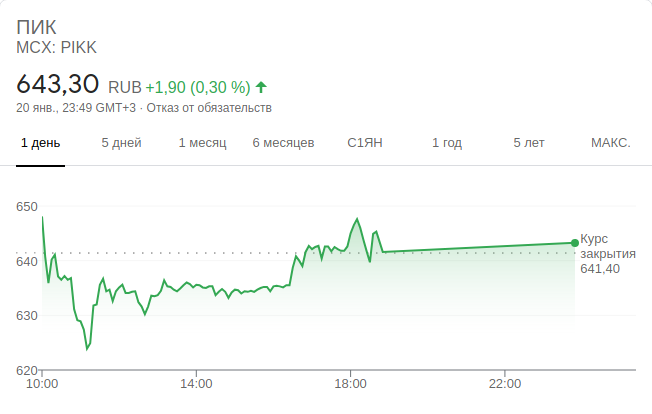 ПИК
MCX: PIKK
643,30 RUB +1,90 (0,30 %)
20 янв., 23:49 GMT+3 · Отказ от обязательств
1 день 5 дней 1 месяц 6 месяцев С1ЯН 1 год 5 лет МАКС.
650
640
630
620
Курс
закрытия
641,40
10:00 14:00 18:00 22:00